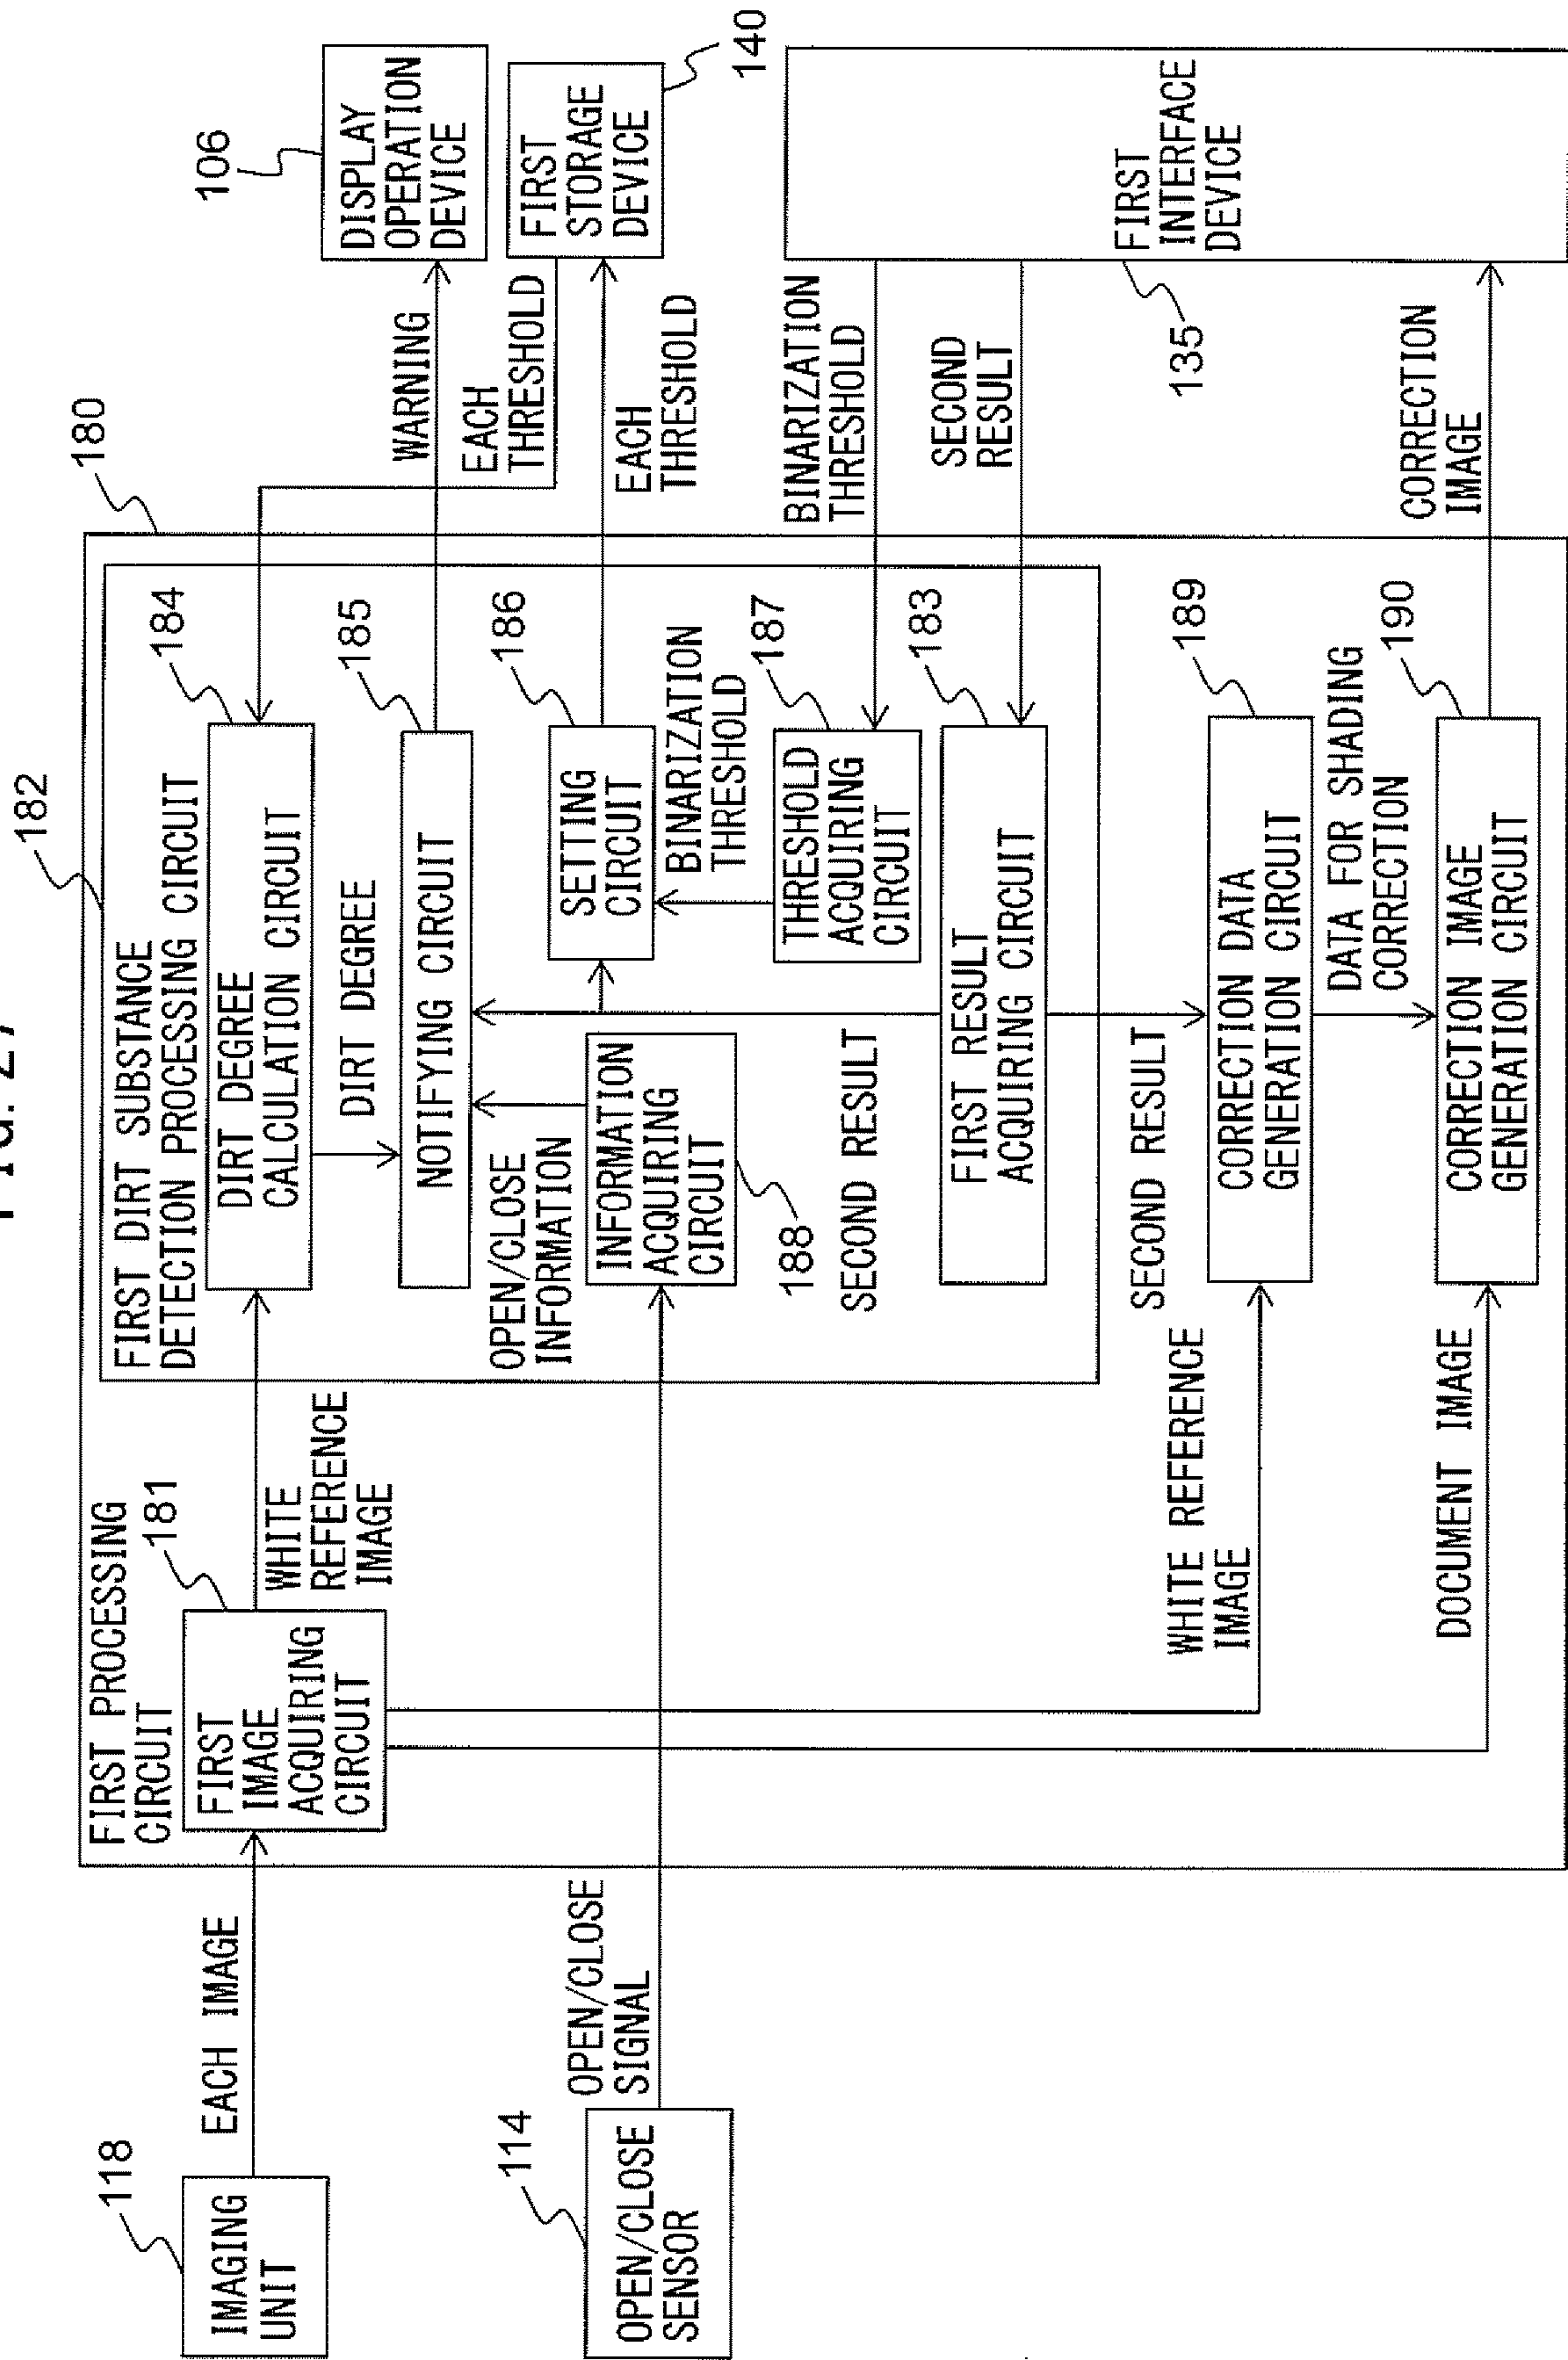 180
FIRST PROCESSING
CIRCUIT
118
IMAGING
UNIT
EACH IMAGE
181
FIRST
IMAGE
ACQUIRING
CIRCUIT
WHITE
REFERENCE
IMAGE
182
FIRST DIRT SUBSTANCE
DETECTION PROCESSING CIRCUIT
184
DIRT DEGREE
CALCULATION CIRCUIT
DIRT DEGREE
185
NOTIFYING CIRCUIT
WARNING
106
DISPLAY
OPERATION
DEVICE
EACH
THRESHOLD
FIRST
STORAGE
DEVICE
140
EACH
THRESHOLD
186
SETTING
CIRCUIT
BINARIZATION
THRESHOLD
187
THRESHOLD
ACQUIRING
CIRCUIT
BINARIZATION
THRESHOLD
114
OPEN/CLOSE
SENSOR
OPEN/CLOSE
SIGNAL
OPEN/CLOSE
INFORMATION
INFORMATION
ACQUIRING
CIRCUIT
188
SECOND RESULT
183
FIRST RESULT
ACQUIRING CIRCUIT
SECOND
RESULT
FIRST
INTERFACE
DEVICE
135
SECOND RESULT
WHITE REFERENCE
IMAGE
189
CORRECTION DATA
GENERATION CIRCUIT
DATA FOR SHADING
CORRECTION
190
DOCUMENT IMAGE
CORRECTION IMAGE
GENERATION CIRCUIT
CORRECTION
IMAGE